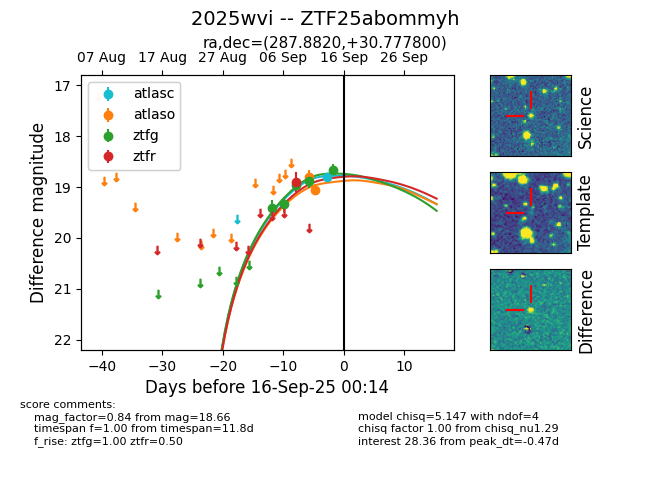 2025wvi -- ZTF25abommyh
ra,dec=(287.8820,+30.777800)
07 Aug 17 Aug 27 Aug 06 Sep 16 Sep 26 Sep
17
18
19
20
21
22
Difference magnitude
atlasc
atlaso
ztfg
ztfr
−40 −30 −20 −10 0 10
Days before 16-Sep-25 00:14
Science
Template
Difference
score comments:
mag_factor=0.84 from mag=18.66
timespan f=1.00 from timespan=11.8d
f_rise: ztfg=1.00 ztfr=0.50
model chisq=5.147 with ndof=4
chisq factor 1.00 from chisq_nu1.29
interest 28.36 from peak_dt=-0.47d